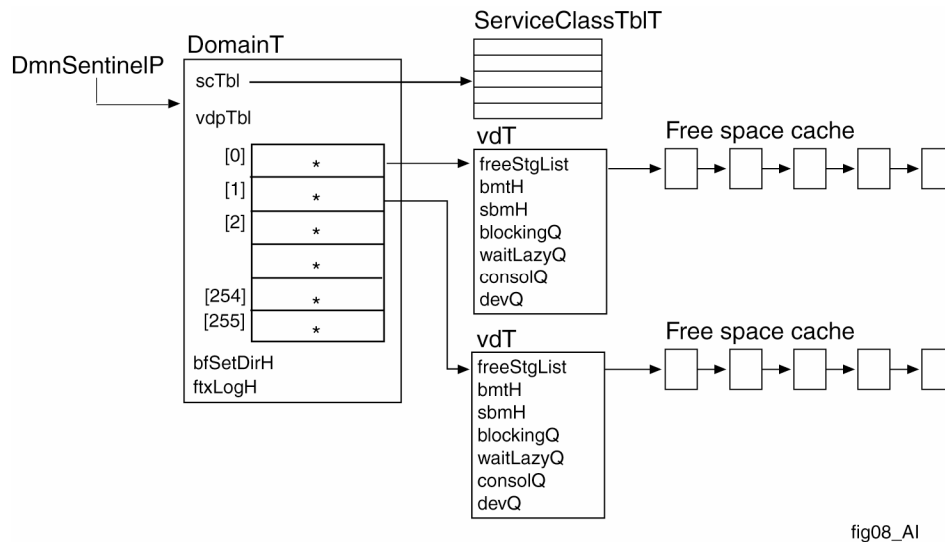 ServiceClassTblT
DomainT
DmnSentinelP
scTbl
vdpTbl
[0] *
[1] *
[2] *
*
[254] *
[255] *
bfSetDirH
ftxLogH
vdT
freeStgList
bmtH
sbmH
blockingQ
waitLazyQ
consolQ
devQ
Free space cache
vdT
freeStgList
bmtH
sbmH
blockingQ
waitLazyQ
consolQ
devQ
Free space cache
fig08_AI